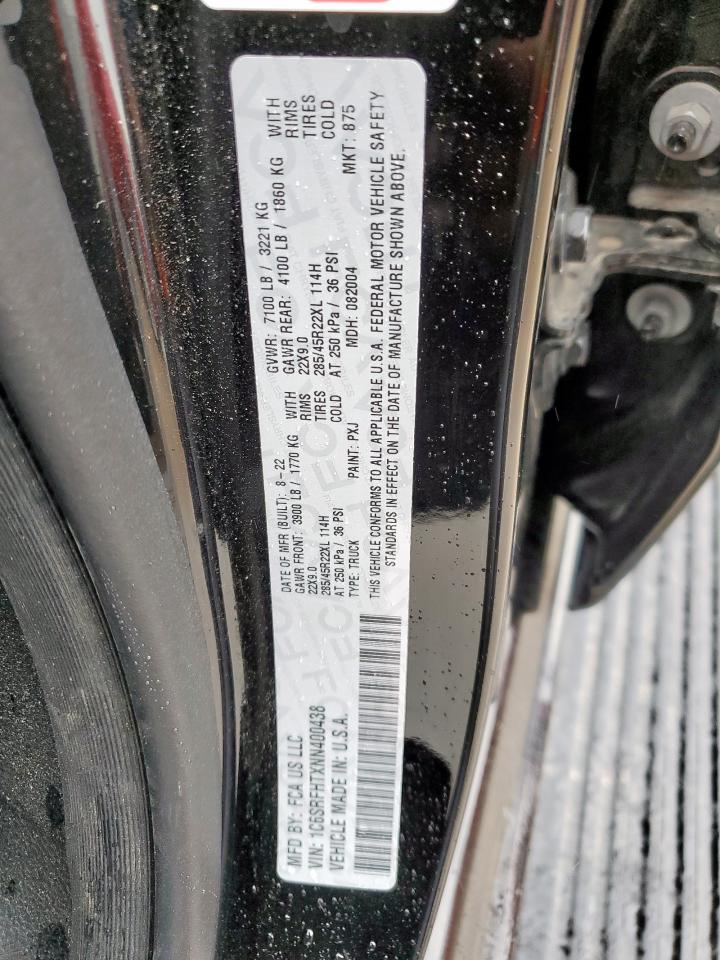 MFD BY: FCA US LLC
DATE OF MFR (BUILT): 8-22
GVWR: 7100 LB / 3221 KG
GAWR FRONT: 3900 LB / 1770 KG WITH
GAWR REAR: 4100 LB / 1860 KG WITH
22X9.0 RIMS
22X9.0 RIMS
285/45R22XL 114H TIRES
285/45R22XL 114H TIRES
AT 250 kPa / 36 PSI COLD
AT 250 kPa / 36 PSI COLD
VIN: 1C6SRFHTXNN400438
TYPE: TRUCK
PAINT: PXJ
MDH: 082004
MKT: 875
VEHICLE MADE IN: U.S.A.
THIS VEHICLE CONFORMS TO ALL APPLICABLE U.S.A. FEDERAL MOTOR VEHICLE SAFETY
STANDARDS IN EFFECT ON THE DATE OF MANUFACTURE SHOWN ABOVE.